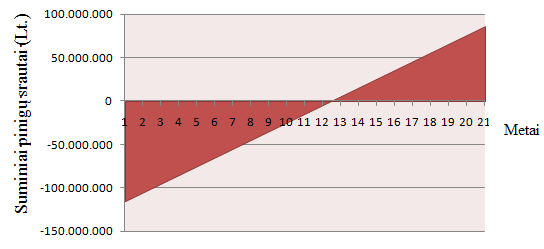 Suminiai pinigų srautai (Lt.)
100.000.000
50.000.000
0
-50.000.000
-100.000.000
-150.000.000
1 2 3 4 5 6 7 8 9 10 11 12 13 14 15 16 17 18 19 20 21
Metai